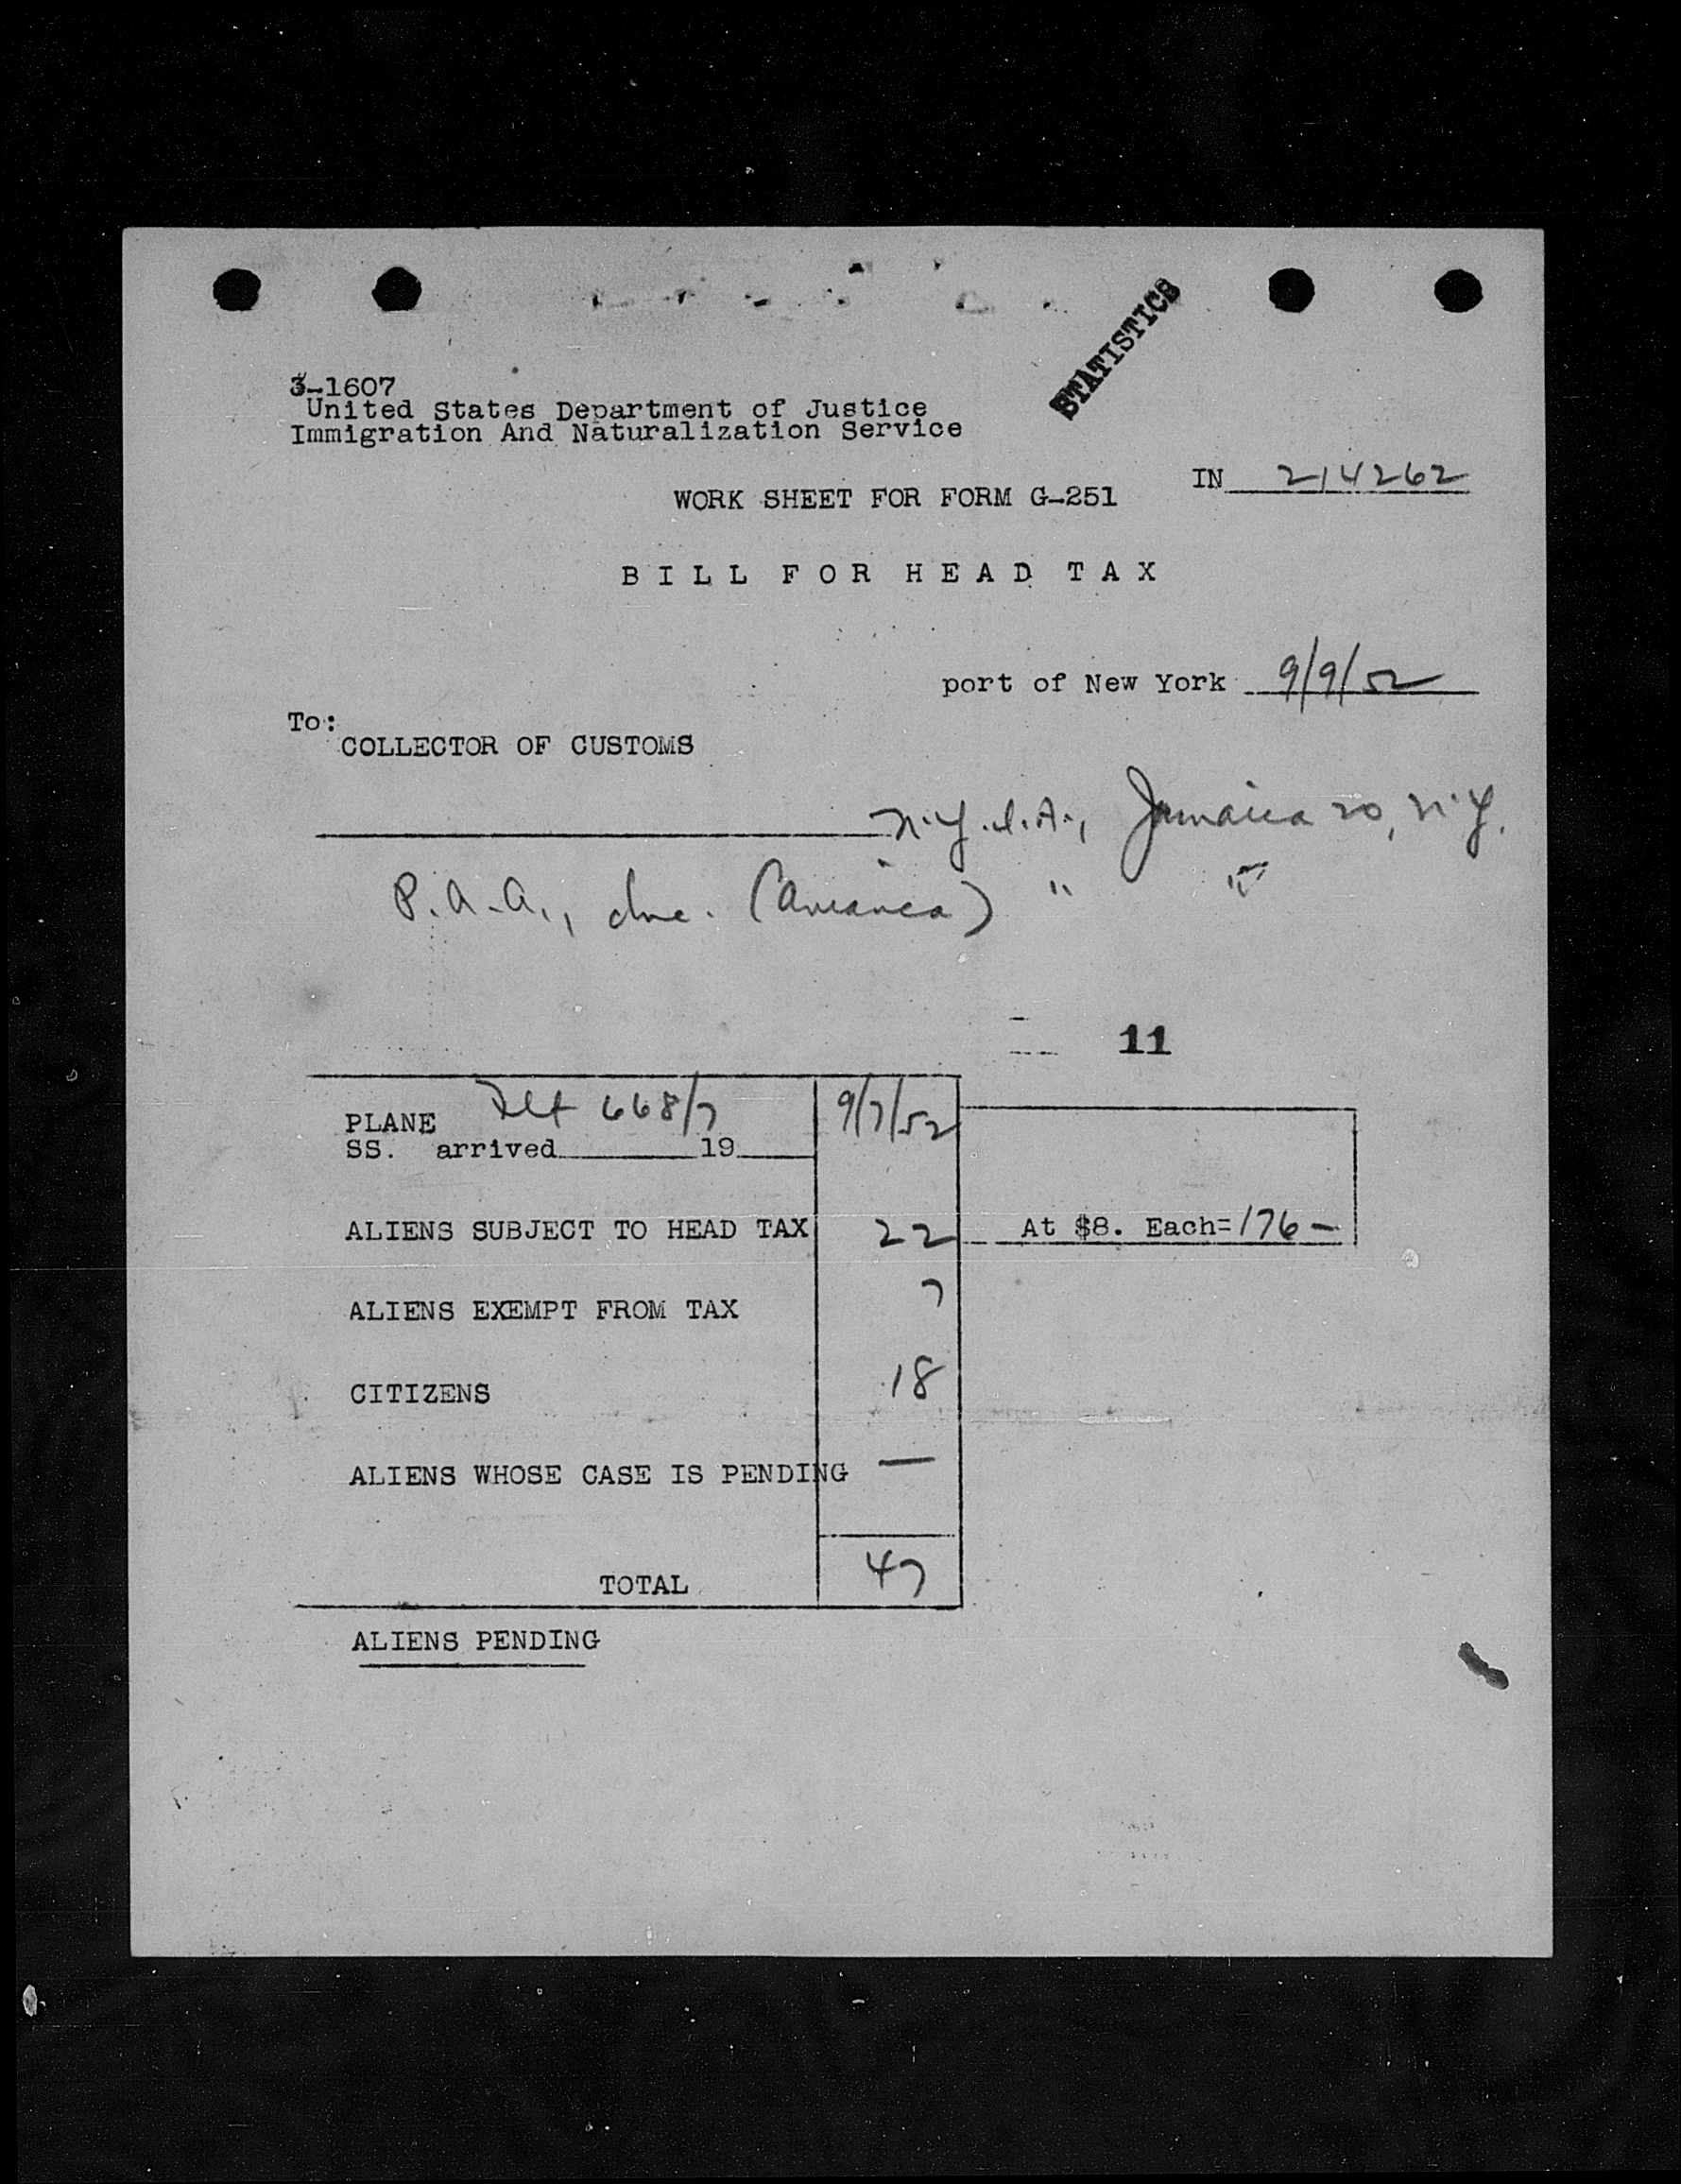 STATISTICS
3-1607
United States Department of Justice
Immigration And Naturalization Service
IN 214262
WORK SHEET FOR FORM G-251
BILL FOR HEAD TAX
port of New York 9/9/52
To:
COLLECTOR OF CUSTOMS
N.Y.I.A., Jamaica 20, N.Y.
P.A.A., Inc. (America) " "
11
PLANE Flt 668/7 9/7/52
SS. arrived 19
ALIENS SUBJECT TO HEAD TAX 22 At $8. Each=176 —
ALIENS EXEMPT FROM TAX 7
CITIZENS 18
ALIENS WHOSE CASE IS PENDING —
TOTAL 47
ALIENS PENDING